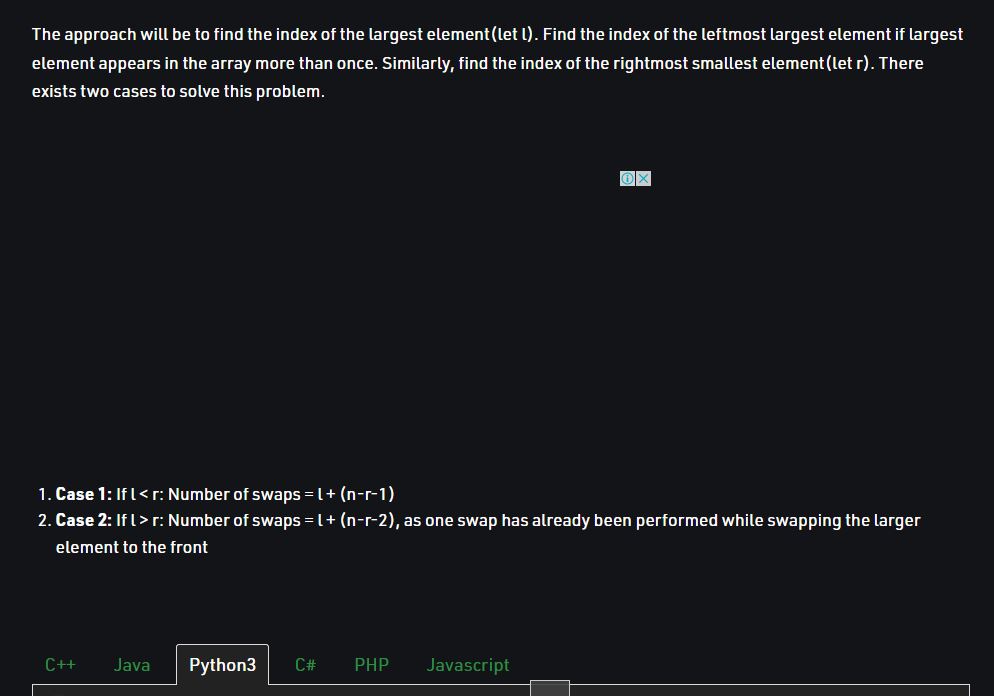 The approach will be to find the index of the largest element(let l). Find the index of the leftmost largest element if largest
element appears in the array more than once. Similarly, find the index of the rightmost smallest element(let r). There
exists two cases to solve this problem.
1. Case 1: If l < r: Number of swaps = l + (n-r-1)
2. Case 2: If l > r: Number of swaps = l + (n-r-2), as one swap has already been performed while swapping the larger
element to the front
C++ Java Python3 C# PHP Javascript